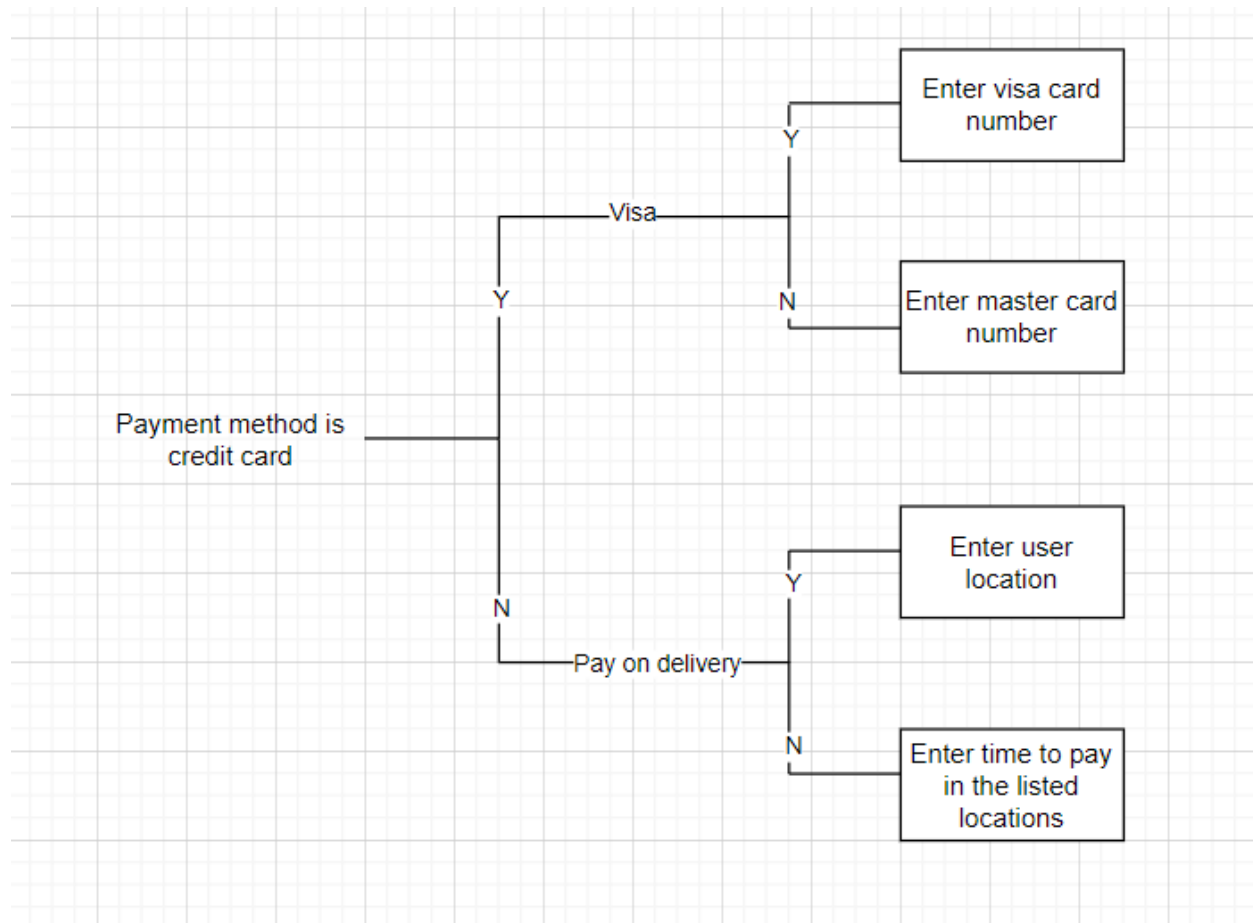 Enter visa card
number
Y
Visa
Y
N
Enter master card
number
Payment method is
credit card
Enter user
location
Y
N
Pay on delivery
N
Enter time to pay
in the listed
locations